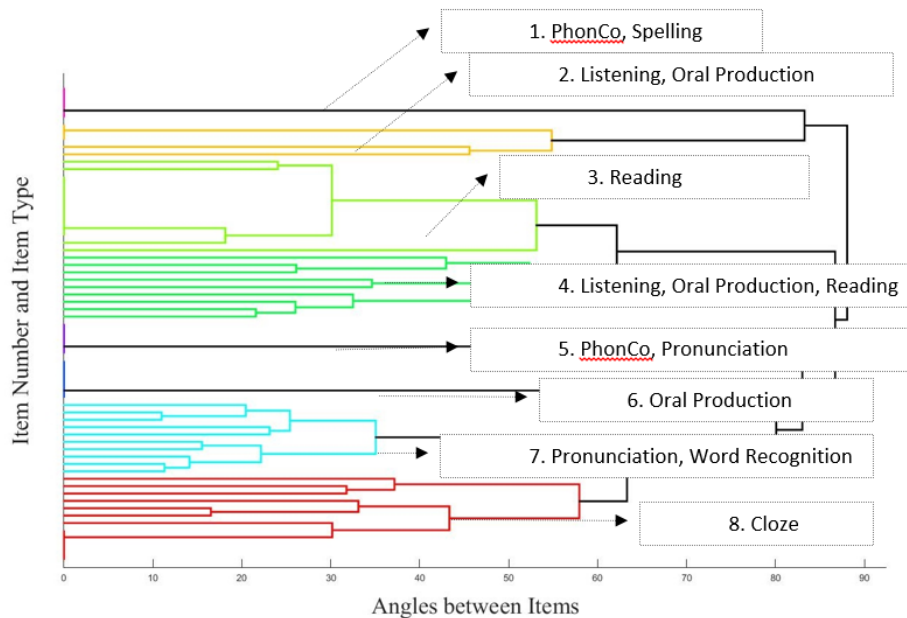 1. PhonCo, Spelling
2. Listening, Oral Production
3. Reading
4. Listening, Oral Production, Reading
5. PhonCo, Pronunciation
6. Oral Production
7. Pronunciation, Word Recognition
8. Cloze
Item Number and Item Type
0 10 20 30 40 50 60 70 80 90
Angles between Items